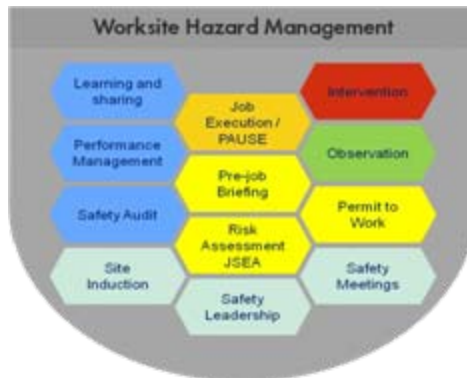 Worksite Hazard Management
Learning and
sharing
Job
Execution /
PAUSE
Intervention
Performance
Management
Pre-job
Briefing
Observation
Safety Audit
Risk
Assessment
JSEA
Permit to
Work
Site
Induction
Safety
Leadership
Safety
Meetings